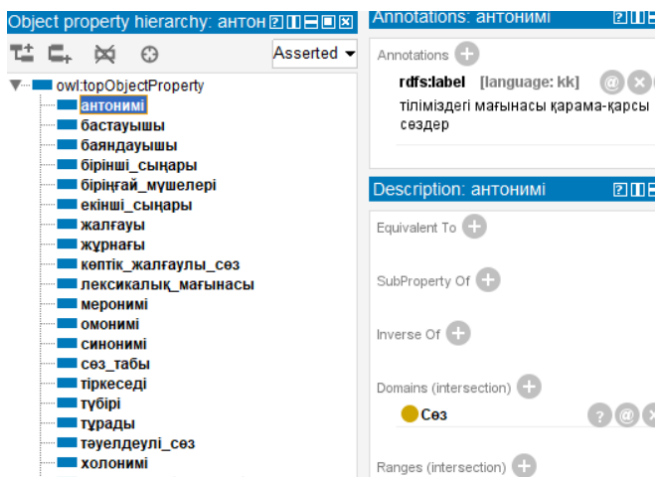 Object property hierarchy: антон
Asserted
owl:topObjectProperty
антонимі
бастауышы
баяндауышы
бірінші_сыңары
біріңғай_мүшелері
екінші_сыңары
жалғауы
жұрнағы
көптік_жалғаулы_сөз
лексикалық_мағынасы
меронимі
омонимі
синонимі
сөз_табы
тіркеседі
түбірі
тұрады
тәуелдеулі_сөз
холонимі
Annotations: антонимі
Annotations
rdfs:label [language: kk]
тіліміздегі мағынасы қарама-қарсы
сөздер
Description: антонимі
Equivalent To
SubProperty Of
Inverse Of
Domains (intersection)
Сөз
Ranges (intersection)